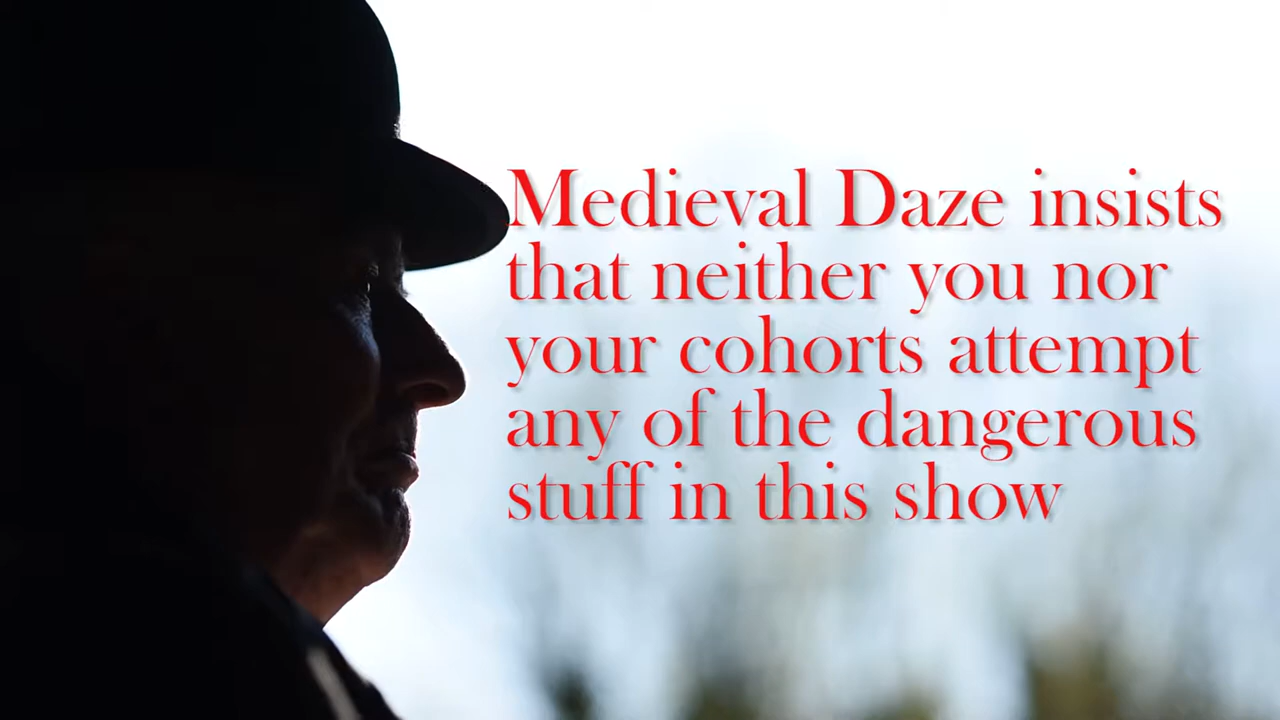 Medieval Daze insists
that neither you nor
your cohorts attempt
any of the dangerous
stuff in this show